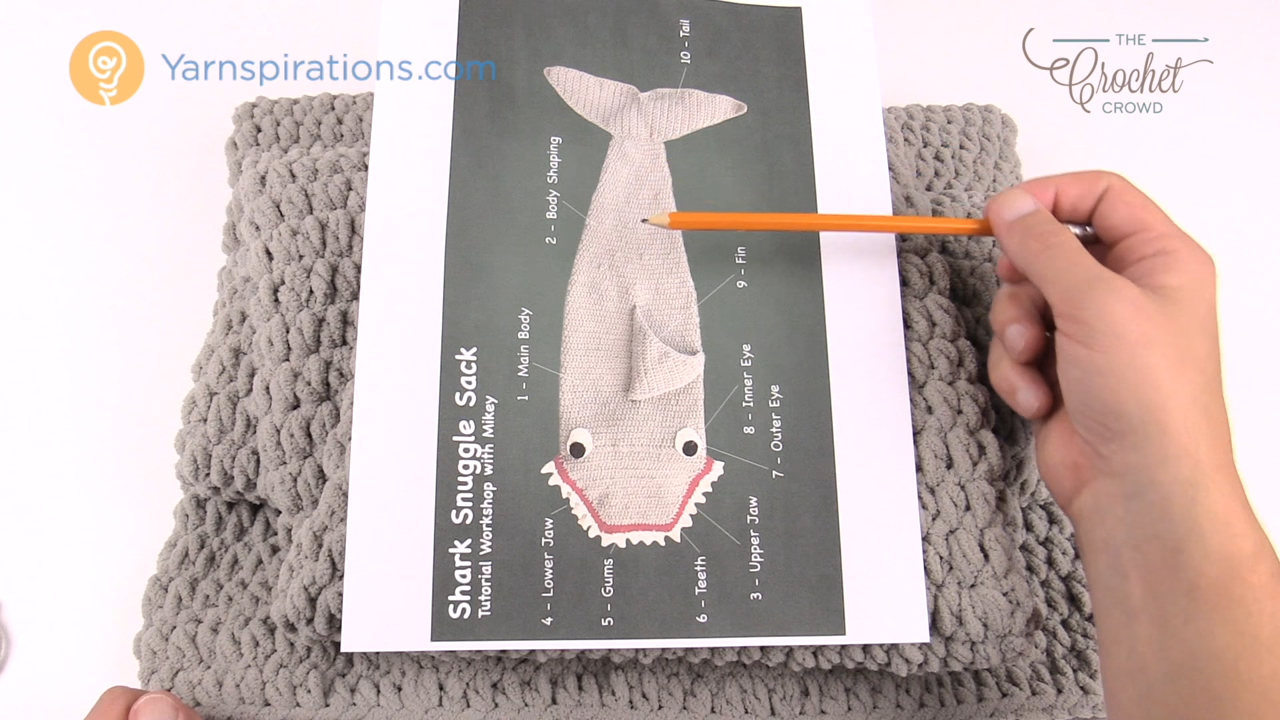 Yarnspirations.com
THE
Crochet
CROWD
Shark Snuggle Sack
Tutorial Workshop with Mikey
1 - Main Body
2 - Body Shaping
3 - Upper Jaw
4 - Lower Jaw
5 - Gums
6 - Teeth
7 - Outer Eye
8 - Inner Eye
9 - Fin
10 - Tail